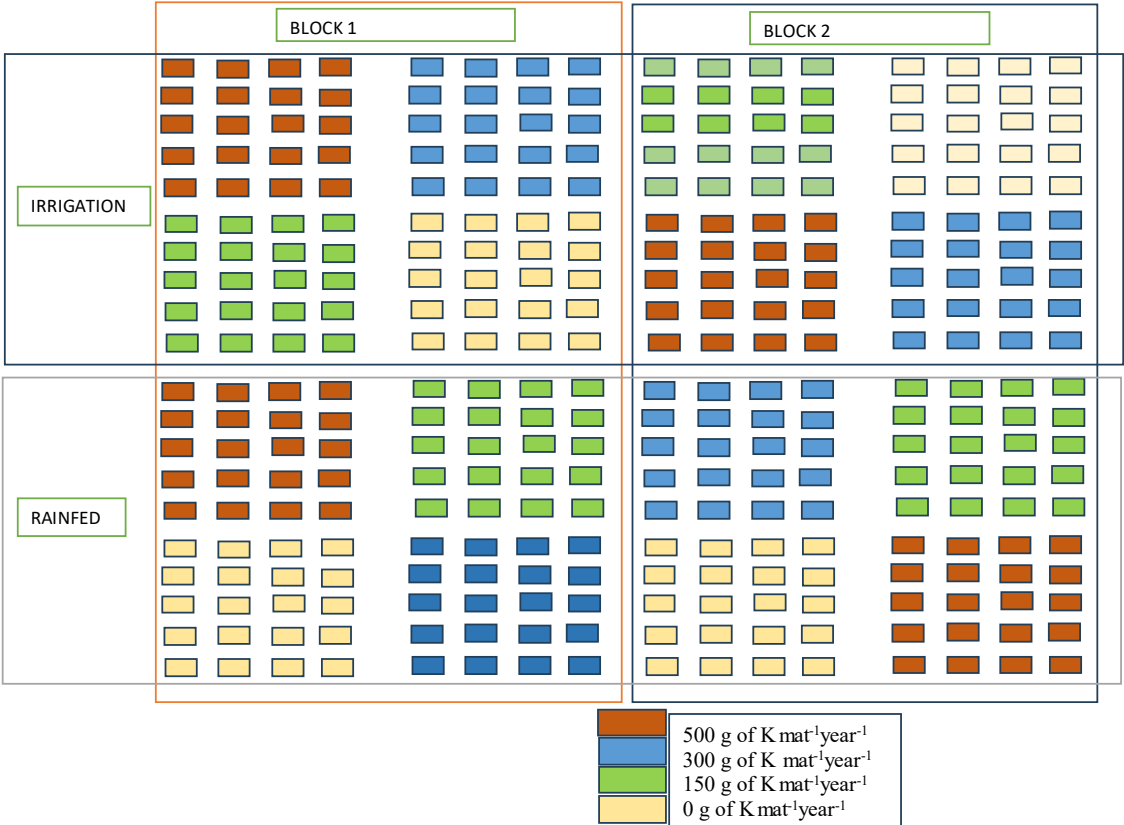 BLOCK 1
BLOCK 2
IRRIGATION
RAINFED
500 g of K mat⁻¹year⁻¹
300 g of K mat⁻¹year⁻¹
150 g of K mat⁻¹year⁻¹
0 g of K mat⁻¹year⁻¹